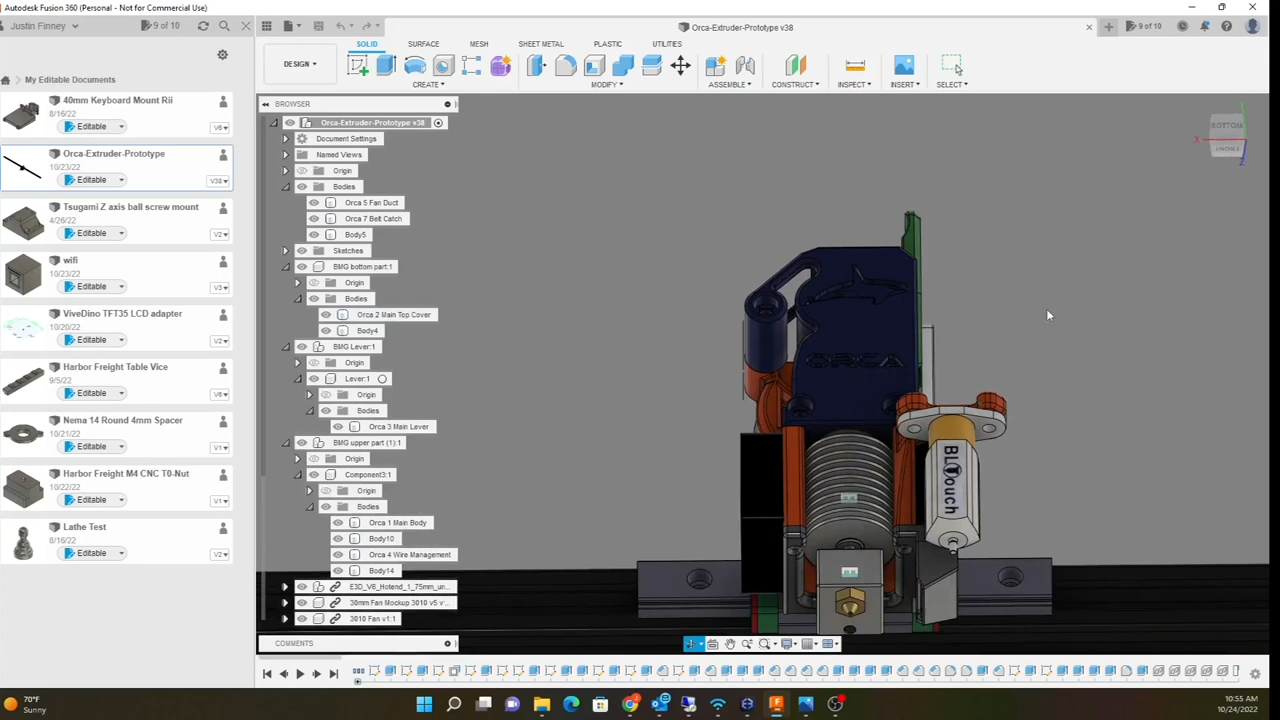 Autodesk Fusion 360 (Personal - Not for Commercial Use)
Justin Finney
9 of 10
Orca-Extruder-Prototype v38
9 of 10
SOLID
SURFACE
MESH
SHEET METAL
PLASTIC
UTILITIES
DESIGN
CREATE
MODIFY
ASSEMBLE
CONSTRUCT
INSPECT
INSERT
SELECT
My Editable Documents
40mm Keyboard Mount Rii
8/16/22
Editable
V6
Orca-Extruder-Prototype
10/23/22
Editable
V38
Tsugami Z axis ball screw mount
4/26/22
Editable
V2
wifi
10/23/22
Editable
V3
ViveDino TFT35 LCD adapter
10/20/22
Editable
V2
Harbor Freight Table Vice
9/5/22
Editable
V6
Nema 14 Round 4mm Spacer
10/21/22
Editable
V1
Harbor Freight M4 CNC T0-Nut
10/22/22
Editable
V1
Lathe Test
8/16/22
Editable
V2
BROWSER
Orca-Extruder-Prototype v38
Document Settings
Named Views
Origin
Bodies
Orca 5 Fan Duct
Orca 7 Belt Catch
Body5
Sketches
BMG bottom part:1
Origin
Bodies
Orca 2 Main Top Cover
Body4
BMG Lever:1
Origin
Lever:1
Origin
Bodies
Orca 3 Main Lever
BMG upper part (1):1
Origin
Component3:1
Origin
Bodies
Orca 1 Main Body
Body10
Orca 4 Wire Management
Body14
E3D_V6_Hotend_1_75mm_un...
30mm Fan Mockup 3010 v5 v...
3010 Fan v1:1
COMMENTS
BOTTOM
X
Y
Z
ORCA
BLTouch
70°F
Sunny
10:55 AM
10/24/2022